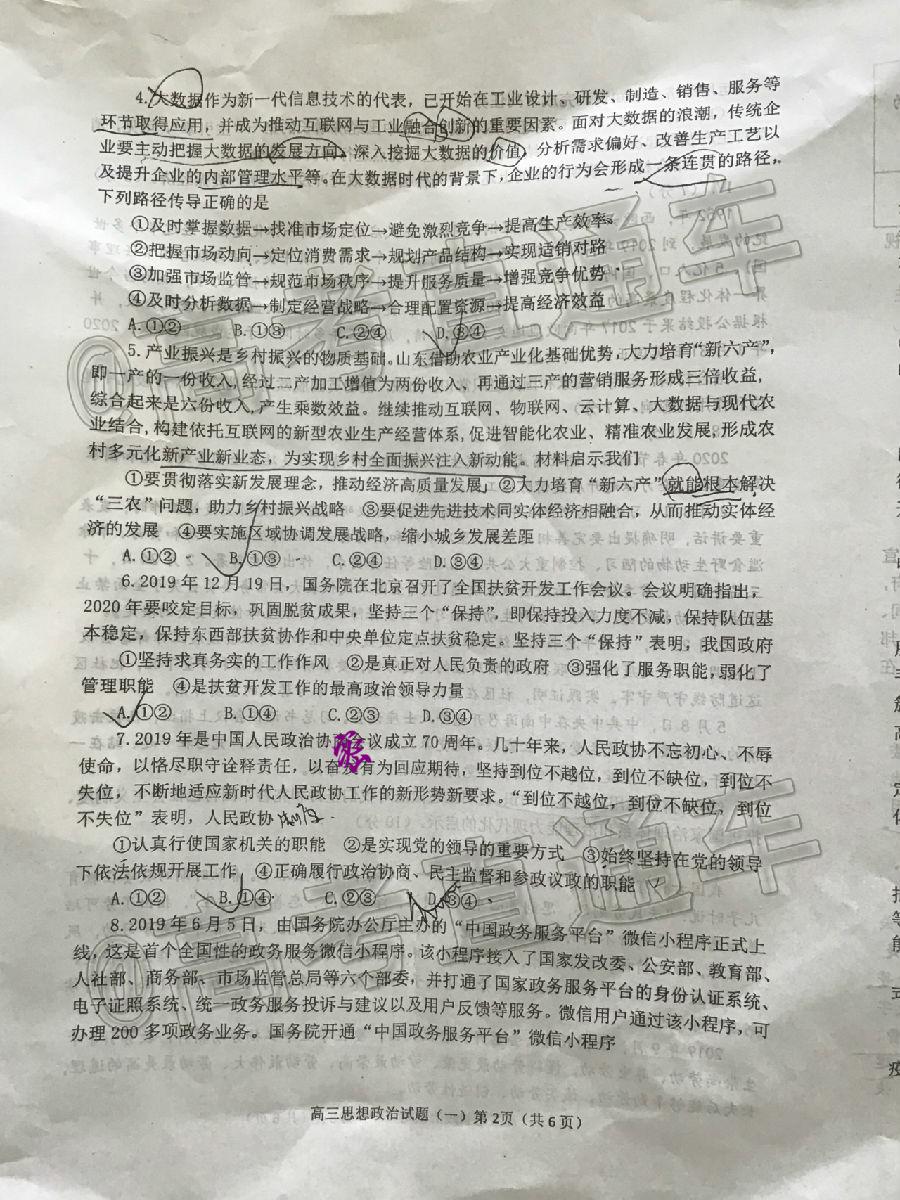 4.大数据作为新一代信息技术的代表，已开始在工业设计、研发、制造、销售、服务等
环节取得应用，并成为推动互联网与工业融合创新的重要因素。面对大数据的浪潮，传统企
业要主动把握大数据的发展方向，深入挖掘大数据的价值，分析需求偏好、改善生产工艺以
及提升企业的内部管理水平等。在大数据时代的背景下，企业的行为会形成一条连贯的路径，
下列路径传导正确的是
①及时掌握数据→找准市场定位→避免激烈竞争→提高生产效率
②把握市场动向→定位消费需求→规划产品结构→实现适销对路
③加强市场监管→规范市场秩序→提升服务质量→增强竞争优势
④及时分析数据→制定经营战略→合理配置资源→提高经济效益
A.①② B.①③ C.②④ D.③④
5.产业振兴是乡村振兴的物质基础。山东借助农业产业化基础优势，大力培育“新六产”，
即一产的一份收入，经过二产加工增值为两份收入，再通过三产的营销服务形成三倍收益，
综合起来是六份收入，产生乘数效益。继续推动互联网、物联网、云计算、大数据与现代农
业结合，构建依托互联网的新型农业生产经营体系，促进智能化农业、精准农业发展，形成农
村多元化新产业新业态，为实现乡村全面振兴注入新动能。材料启示我们
①要贯彻落实新发展理念，推动经济高质量发展 ②大力培育“新六产”就能根本解决
“三农”问题，助力乡村振兴战略 ③要促进先进技术同实体经济相融合，从而推动实体经
济的发展 ④要实施区域协调发展战略，缩小城乡发展差距
A.①② B.①③ C.②④ D.③④
6.2019年12月19日，国务院在北京召开了全国扶贫开发工作会议。会议明确指出，
2020年要咬定目标，巩固脱贫成果，坚持三个“保持”，即保持投入力度不减，保持队伍基
本稳定，保持东西部扶贫协作和中央单位定点扶贫稳定。坚持三个“保持”表明，我国政府
①坚持求真务实的工作作风 ②是真正对人民负责的政府 ③强化了服务职能，弱化了
管理职能 ④是扶贫开发工作的最高政治领导力量
A.①② B.①④ C.②③ D.③④
7.2019年是中国人民政治协商会议成立70周年。几十年来，人民政协不忘初心、不辱
使命，以恪尽职守诠释责任，以奋发有为回应期待，坚持到位不越位，到位不缺位，到位不
失位，不断地适应新时代人民政协工作的新形势新要求。“到位不越位，到位不缺位，到位
不失位”表明，人民政协
①认真行使国家机关的职能 ②是实现党的领导的重要方式 ③始终坚持在党的领导
下依法依规开展工作 ④正确履行政治协商、民主监督和参政议政的职能
A.①② B.①④ C.②③ D.③④
8.2019年6月5日，由国务院办公厅主办的“中国政务服务平台”微信小程序正式上
线，这是首个全国性的政务服务微信小程序。该小程序接入了国家发改委、公安部、教育部、
人社部、商务部、市场监管总局等六个部委，并打通了国家政务服务平台的身份认证系统、
电子证照系统、统一政务服务投诉与建议以及用户反馈等服务。微信用户通过该小程序，可
办理200多项政务业务。国务院开通“中国政务服务平台”微信小程序
高三思想政治试题（一）第2页（共6页）
@高考直通车
@高考直通车